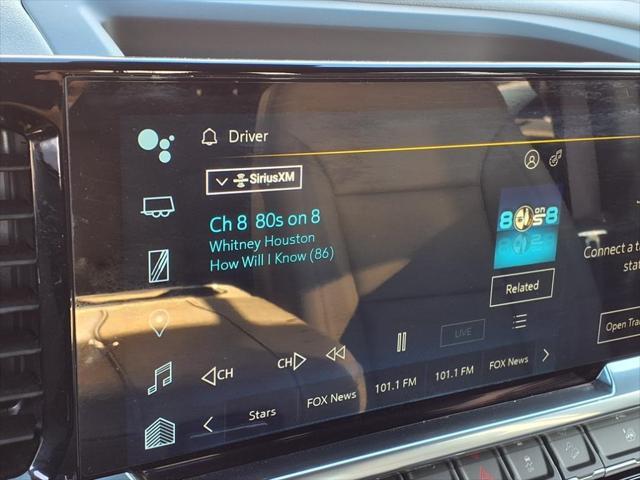 Driver
SiriusXM
Ch 8 80s on 8
Whitney Houston
How Will I Know (86)
80s on 8
Related
Connect a
stat
Open Tra
CH
CH
LIVE
Stars
FOX News
101.1 FM
101.1 FM
FOX News